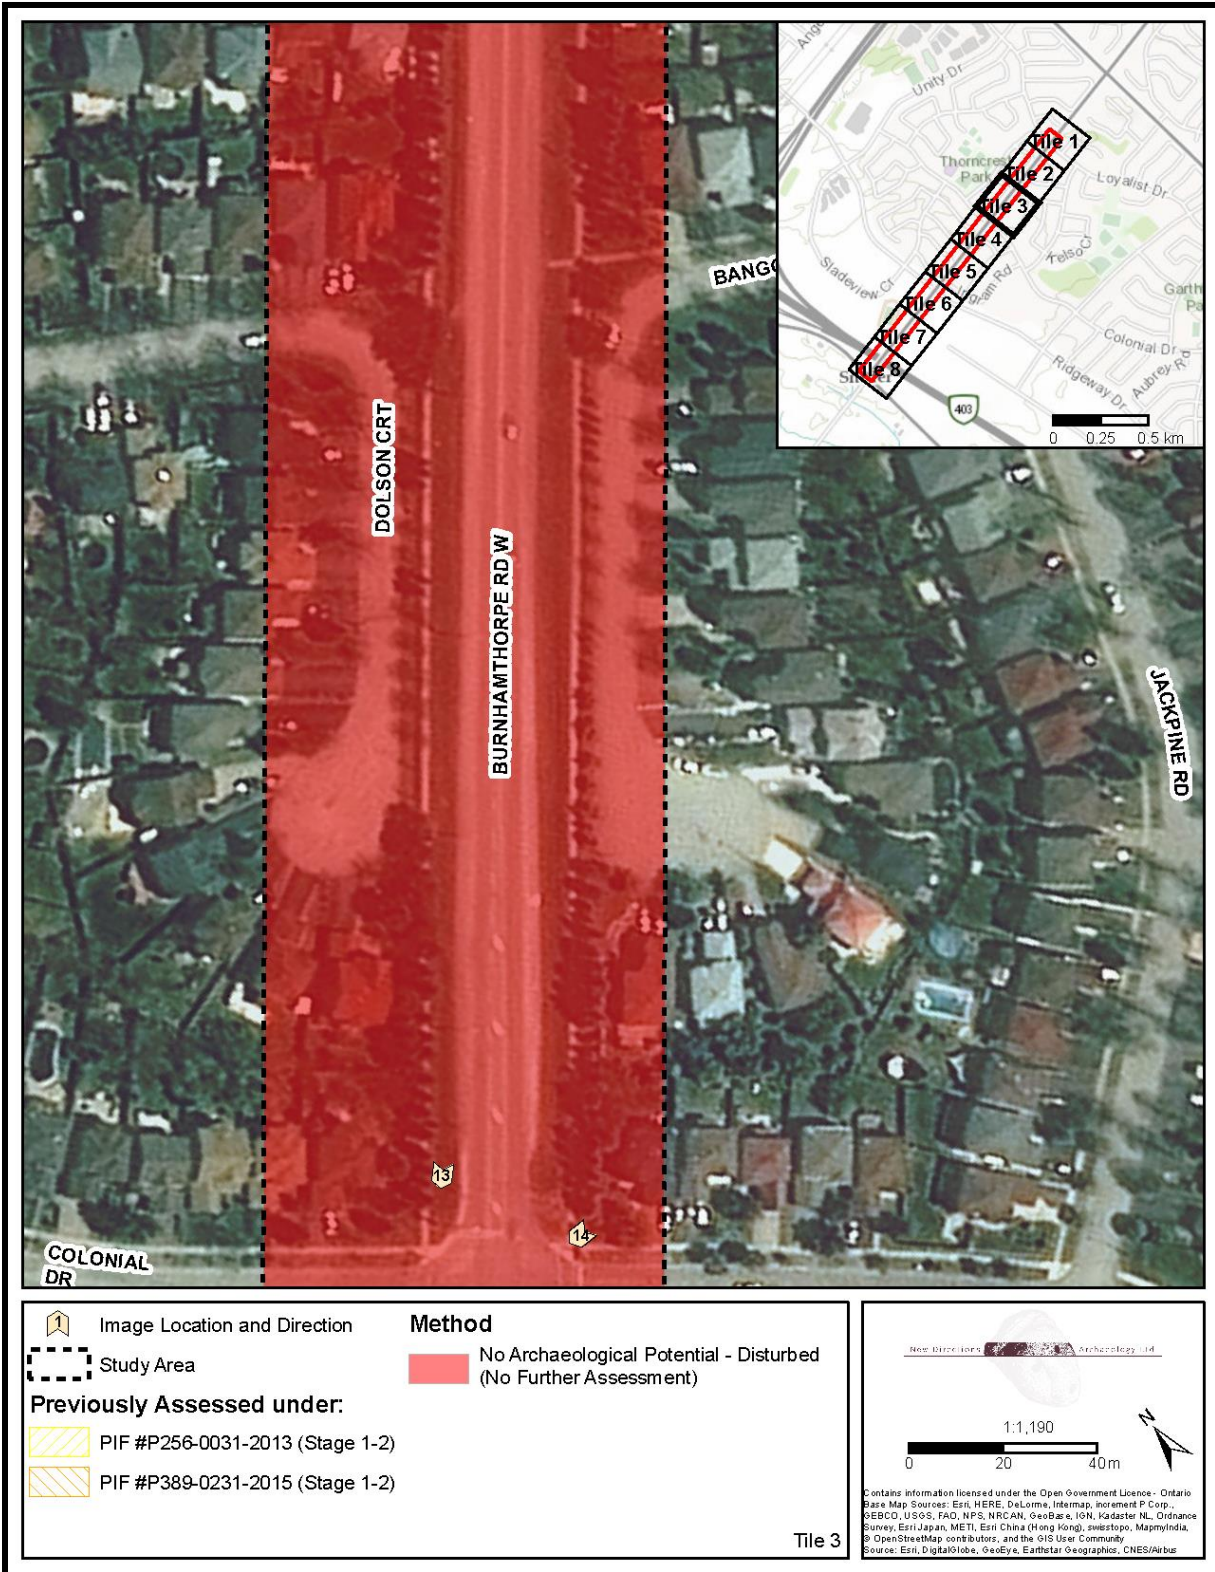 Ango
Unity Dr
Thorncrest
Park
Loyalist Dr
Tile 1
Tile 2
Tile 3
Tile 4
Tile 5
Tile 6
Tile 7
Tile 8
Kelso Cr
Sladeview Cr
Ingram Rd
Garth
Pa
Colonial Dr
Ridgeway Dr
Aubrey Rd
403
0 0.25 0.5 km
BANGO
DOLSON CRT
BURNHAMTHORPE RD W
JACKPINE RD
13
14
COLONIAL
DR
1 Image Location and Direction
Study Area
Previously Assessed under:
PIF #P256-0031-2013 (Stage 1-2)
PIF #P389-0231-2015 (Stage 1-2)
Method
No Archaeological Potential - Disturbed
(No Further Assessment)
Tile 3
New Directions Archaeology Ltd
N
1:1,190
0 20 40 m
Contains information licensed under the Open Government Licence - Ontario
Base Map Sources: Esri, HERE, DeLorme, Intermap, increment P Corp.,
GEBCO, USGS, FAO, NPS, NRCAN, GeoBase, IGN, Kadaster NL, Ordnance
Survey, Esri Japan, METI, Esri China (Hong Kong), swisstopo, MapmyIndia,
© OpenStreetMap contributors, and the GIS User Community
Source: Esri, DigitalGlobe, GeoEye, Earthstar Geographics, CNES/Airbus